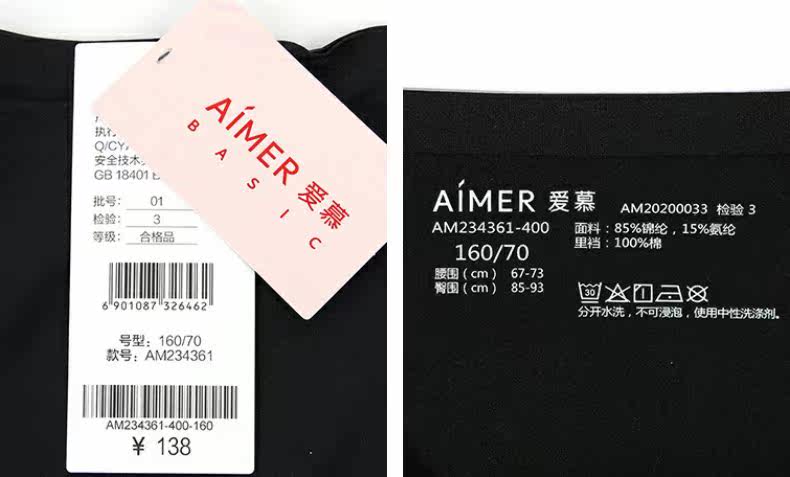 执行
Q/CY
安全技术
GB 18401
批号: 01
检验: 3
等级: 合格品
6 901087 326462
号型: 160/70
款号: AM234361
AM234361-400-160
¥ 138
AIMER 爱慕
BASIC
AIMER 爱慕
AM234361-400
160/70
腰围(cm) 67-73
臀围(cm) 85-93
AM20200033 检验 3
面料: 85%锦纶, 15%氨纶
里裆: 100%棉
30
分开水洗, 不可浸泡, 使用中性洗涤剂。